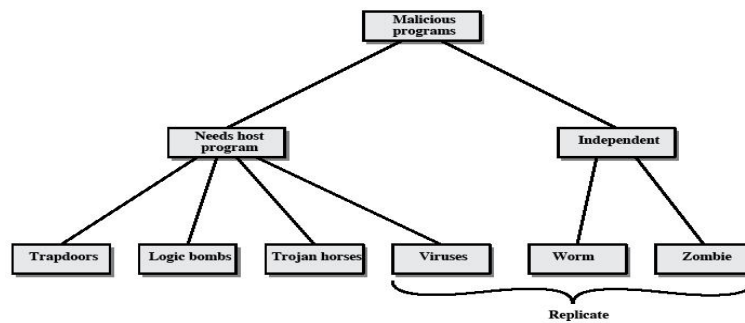 Malicious
programs
Needs host
program
Independent
Trapdoors
Logic bombs
Trojan horses
Viruses
Worm
Zombie
Replicate